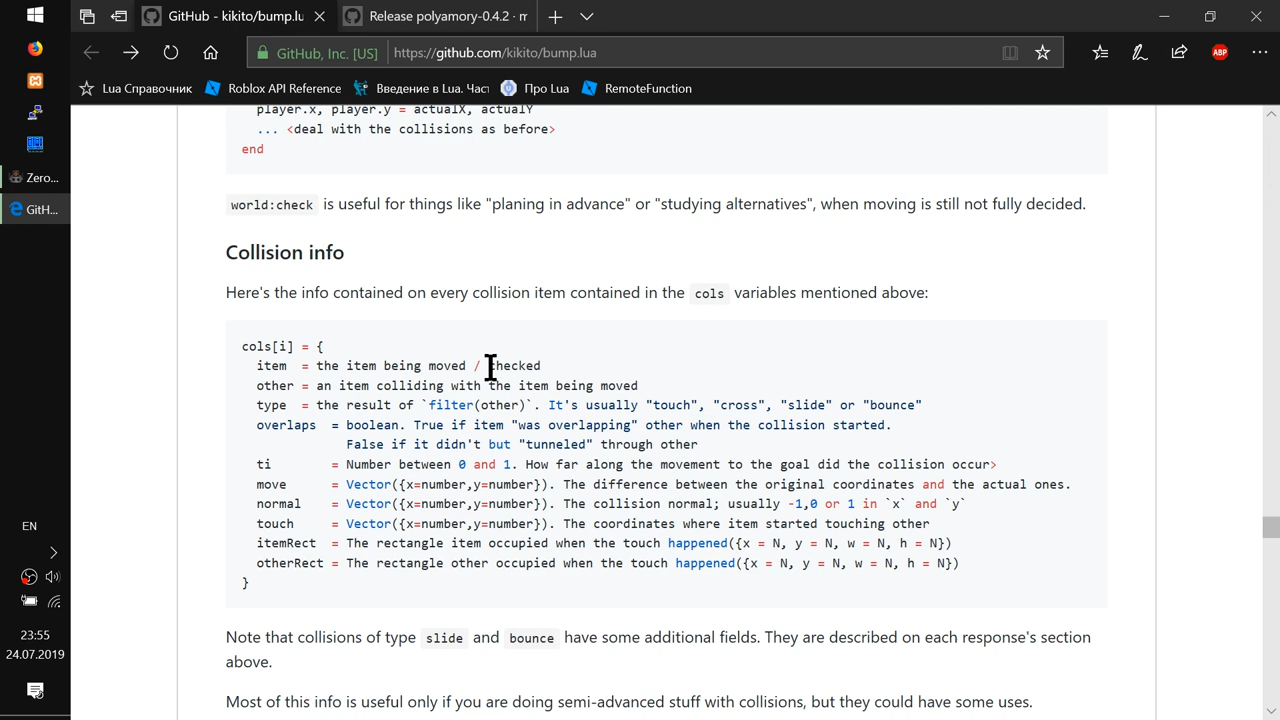 GitHub - kikito/bump.lu
Release polyamory-0.4.2 · m
GitHub, Inc. [US]
https://github.com/kikito/bump.lua
ABP
Lua Справочник
Roblox API Reference
Введение в Lua. Част
Про Lua
RemoteFunction
player.x, player.y = actualX, actualY
... <deal with the collisions as before>
end
Zero...
GitH...
world:check is useful for things like "planing in advance" or "studying alternatives", when moving is still not fully decided.
Collision info
Here's the info contained on every collision item contained in the cols variables mentioned above:
cols[i] = {
item = the item being moved / checked
other = an item colliding with the item being moved
type = the result of `filter(other)`. It's usually "touch", "cross", "slide" or "bounce"
overlaps = boolean. True if item "was overlapping" other when the collision started.
False if it didn't but "tunneled" through other
ti = Number between 0 and 1. How far along the movement to the goal did the collision occur>
move = Vector({x=number,y=number}). The difference between the original coordinates and the actual ones.
normal = Vector({x=number,y=number}). The collision normal; usually -1,0 or 1 in `x` and `y`
touch = Vector({x=number,y=number}). The coordinates where item started touching other
itemRect = The rectangle item occupied when the touch happened({x = N, y = N, w = N, h = N})
otherRect = The rectangle other occupied when the touch happened({x = N, y = N, w = N, h = N})
}
Note that collisions of type slide and bounce have some additional fields. They are described on each response's section
above.
Most of this info is useful only if you are doing semi-advanced stuff with collisions, but they could have some uses.
EN
23:55
24.07.2019